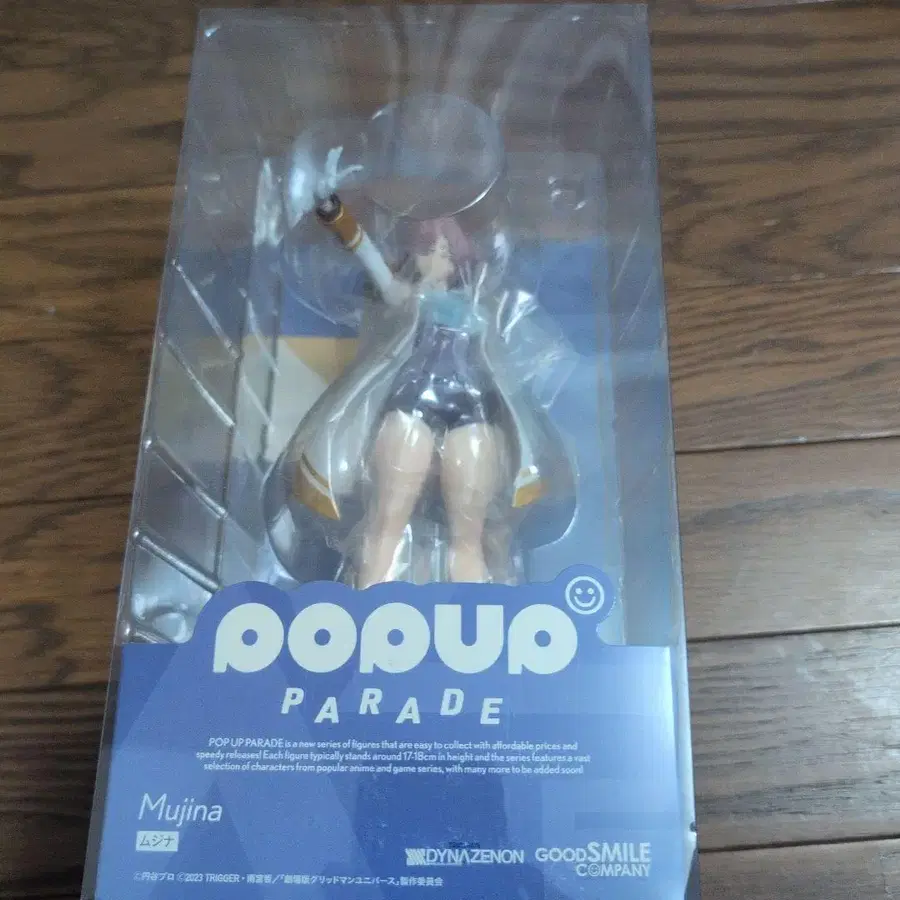 POPUP
PARADE
POP UP PARADE is a new series of figures that are easy to collect with affordable prices and
speedy releases! Each figure typically stands around 17-18cm in height and the series features a vast
selection of characters from popular anime and game series, with many more to be added soon!
Mujina
ムジナ
DYNAZENON
GOOD SMILE
COMPANY
©円谷プロ ©2023 TRIGGER・雨宮哲／「劇場版グリッドマンユニバース」製作委員会